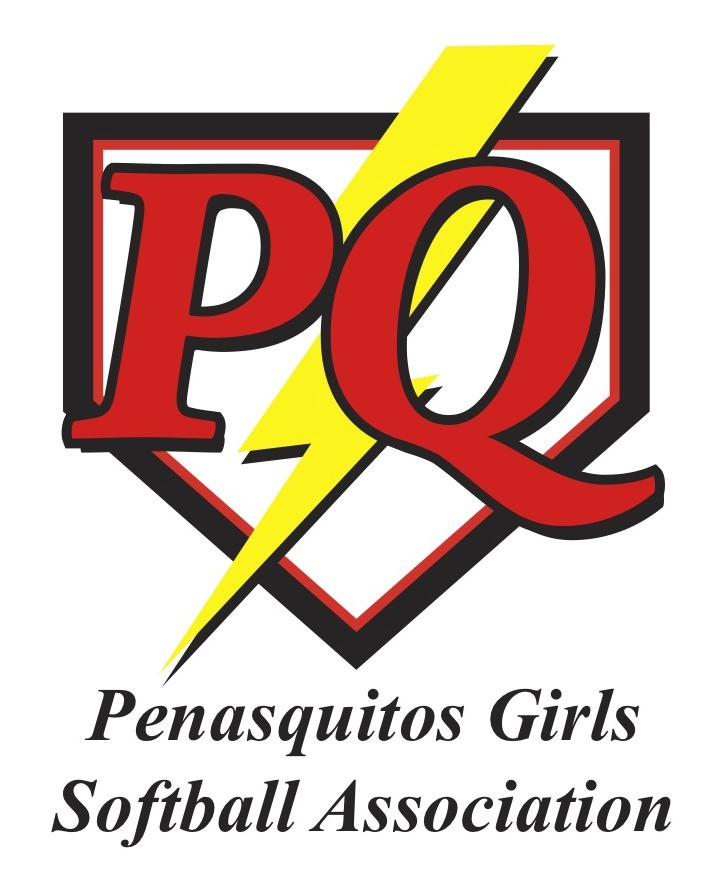 PQ
Penasquitos Girls
Softball Association